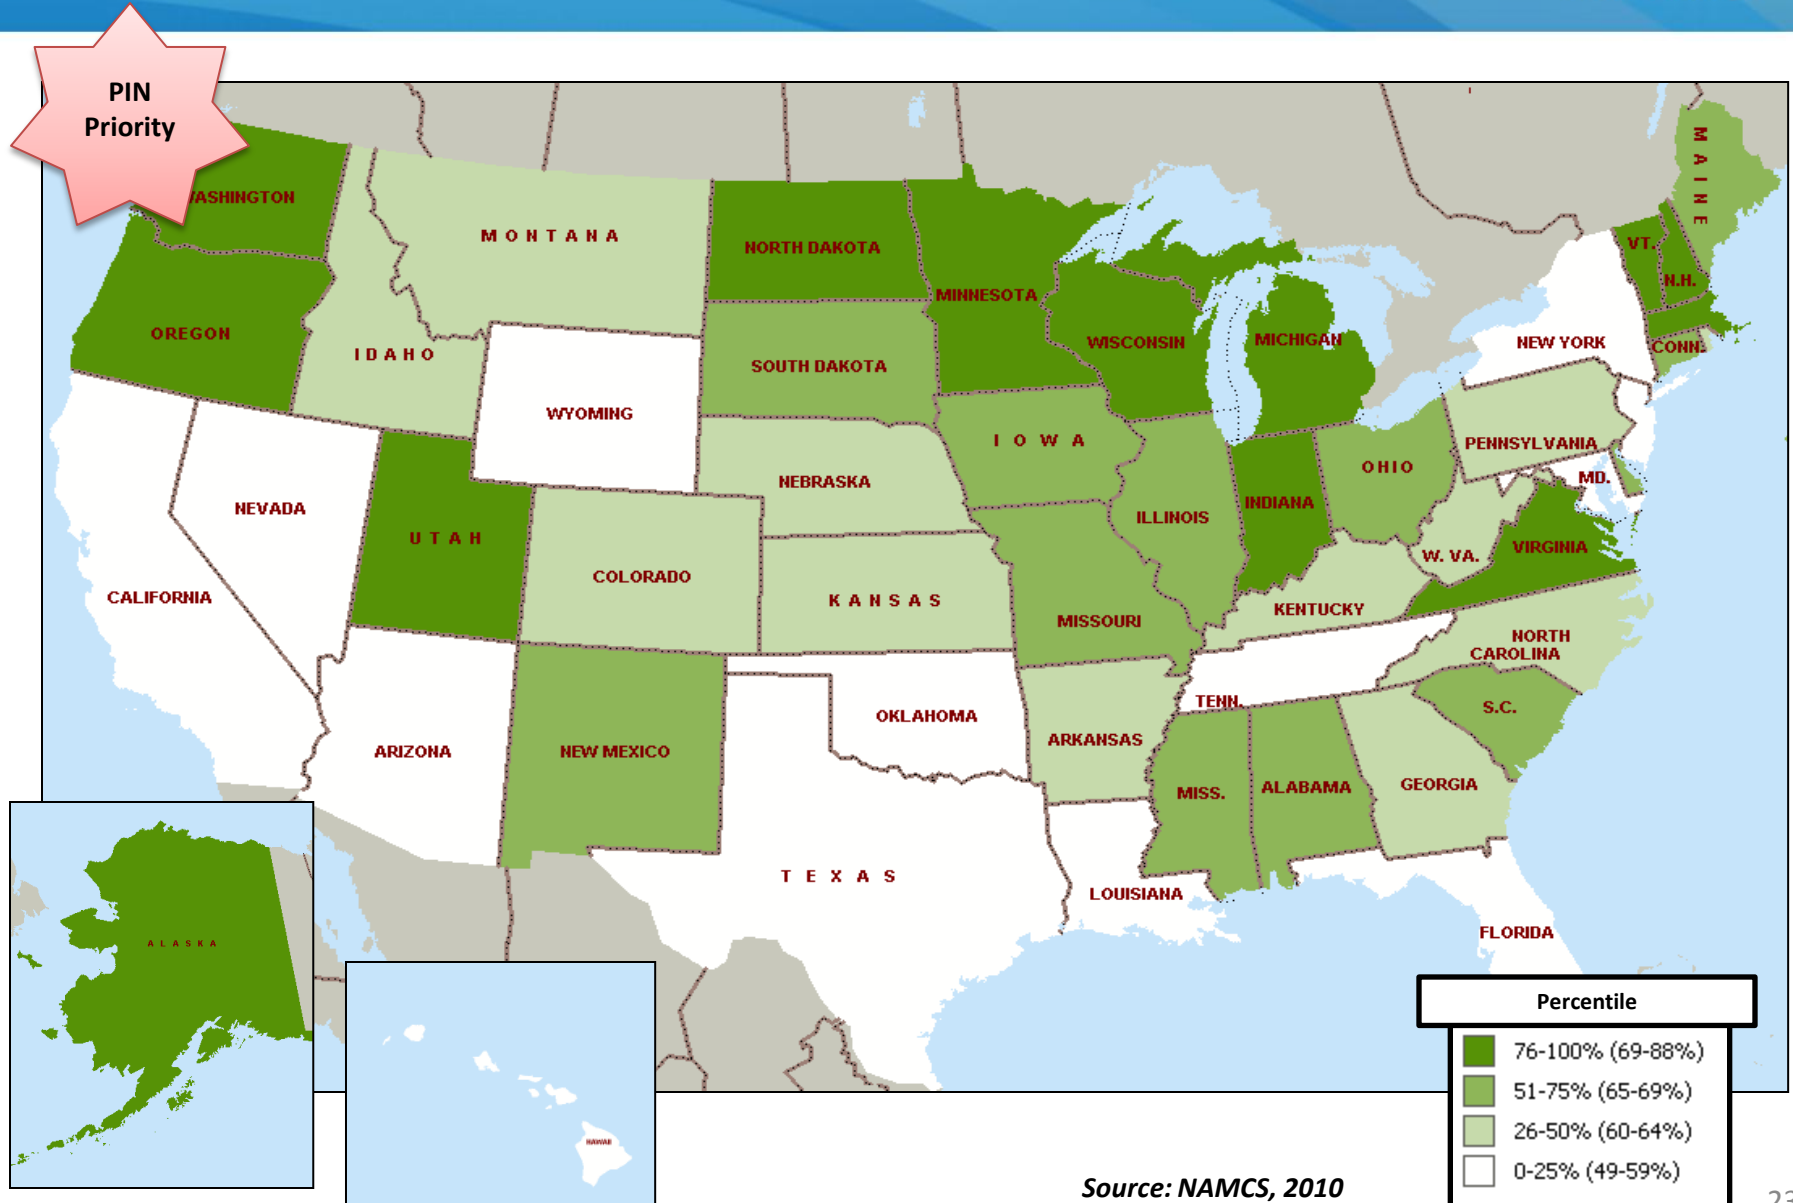 PIN
Priority
WASHINGTON
MONTANA
NORTH DAKOTA
MINNESOTA
MAINE
VT.
N.H.
OREGON
IDAHO
WYOMING
SOUTH DAKOTA
WISCONSIN
MICHIGAN
NEW YORK
CONN.
IOWA
NEBRASKA
ILLINOIS
INDIANA
OHIO
PENNSYLVANIA
MD.
NEVADA
UTAH
COLORADO
KANSAS
MISSOURI
KENTUCKY
W. VA.
VIRGINIA
CALIFORNIA
NORTH
CAROLINA
TENN.
S.C.
ARIZONA
NEW MEXICO
OKLAHOMA
ARKANSAS
MISS.
ALABAMA
GEORGIA
TEXAS
LOUISIANA
FLORIDA
ALASKA
HAWAII
Percentile
76-100% (69-88%)
51-75% (65-69%)
26-50% (60-64%)
0-25% (49-59%)
Source: NAMCS, 2010
23